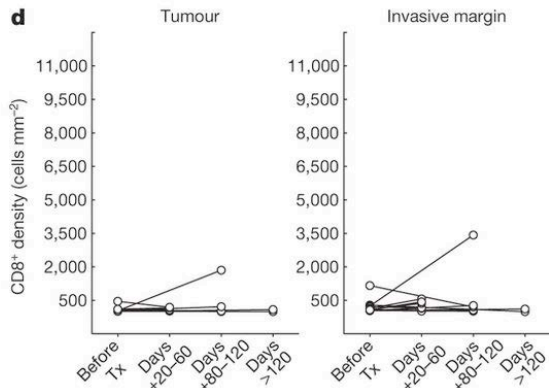 d
Tumour
Invasive margin
CD8⁺ density (cells mm⁻²)
11,000
9,500
8,000
6,500
5,000
3,500
2,000
500
Before Tx
Days +20–60
Days +80–120
Days >120
11,000
9,500
8,000
6,500
5,000
3,500
2,000
500
Before Tx
Days +20–60
Days +80–120
Days >120